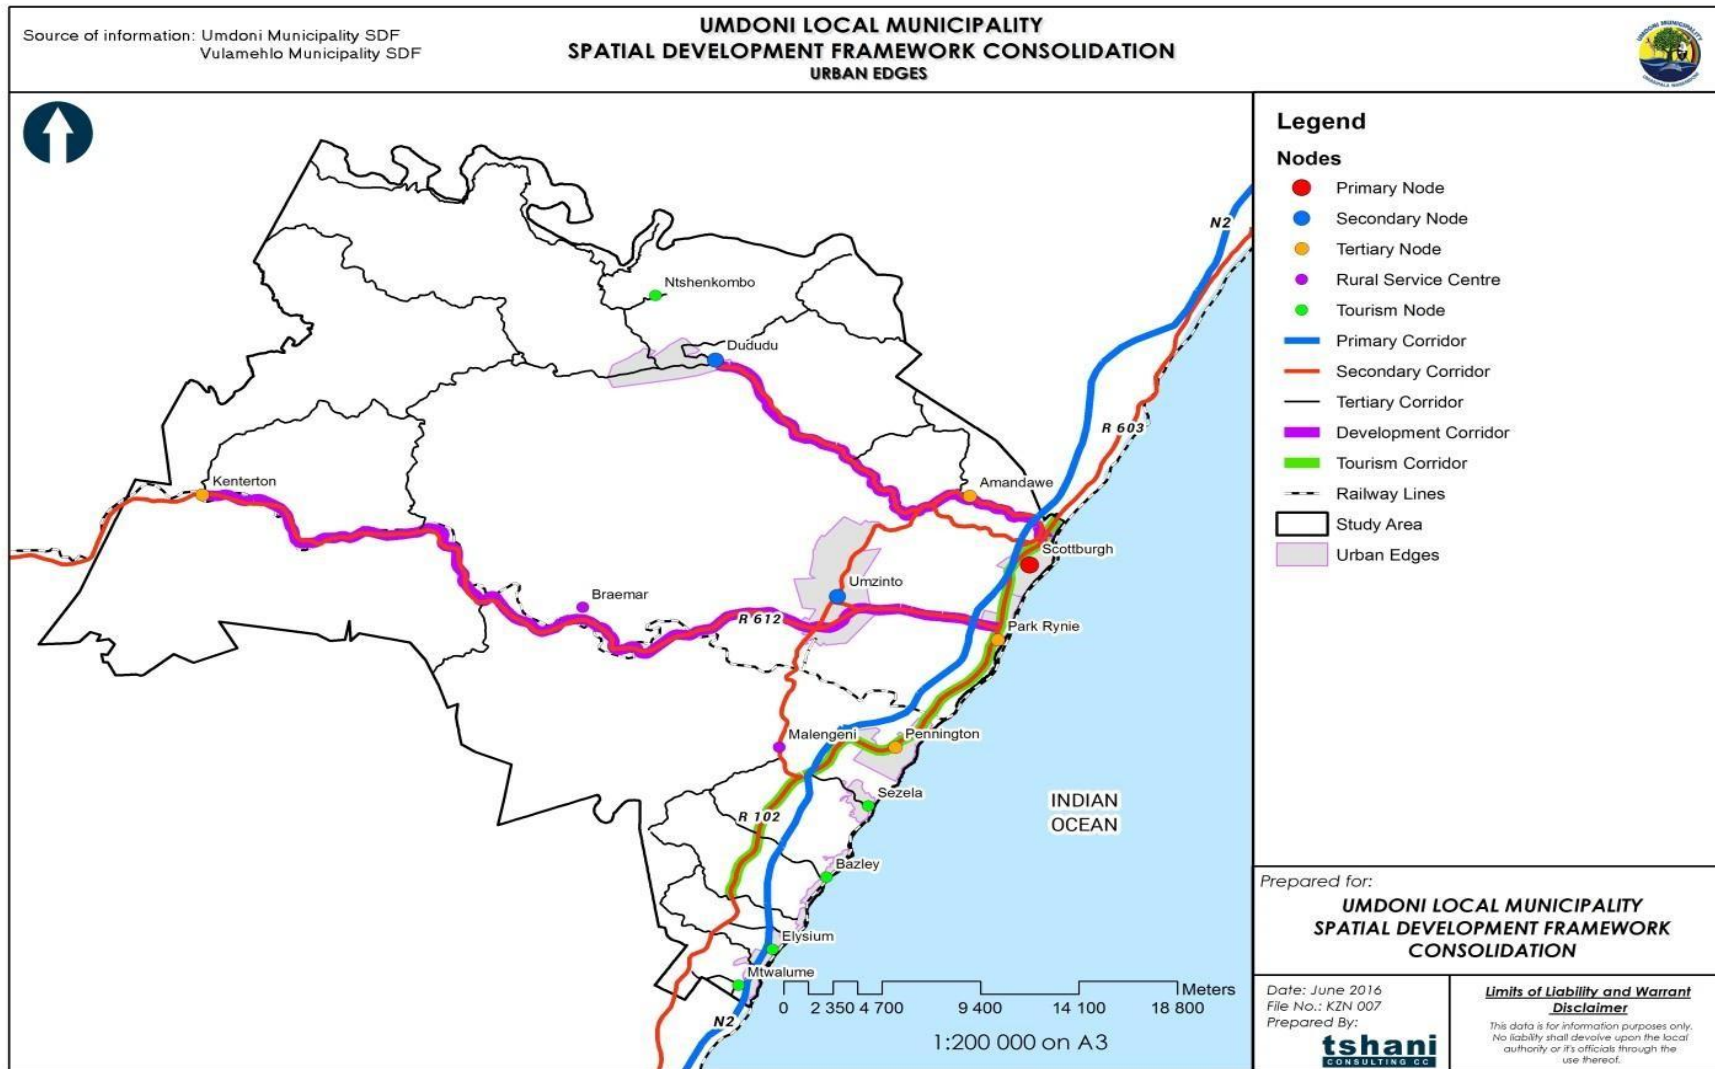 Source of information: Umdoni Municipality SDF
Vulamehlo Municipality SDF
UMDONI LOCAL MUNICIPALITY
SPATIAL DEVELOPMENT FRAMEWORK CONSOLIDATION
URBAN EDGES
UMDONI MUNICIPALITY
N2
Ntshenkombo
Dududu
R 603
Kenterton
Amandawe
Scottburgh
Umzinto
Braemar
R 612
Park Rynie
Malengeni
Pennington
Sezela
R 102
INDIAN
OCEAN
Bazley
Elysium
Mtwalume
N2
Meters
0 2 350 4 700 9 400 14 100 18 800
1:200 000 on A3
Legend
Nodes
Primary Node
Secondary Node
Tertiary Node
Rural Service Centre
Tourism Node
Primary Corridor
Secondary Corridor
Tertiary Corridor
Development Corridor
Tourism Corridor
Railway Lines
Study Area
Urban Edges
Prepared for:
UMDONI LOCAL MUNICIPALITY
SPATIAL DEVELOPMENT FRAMEWORK
CONSOLIDATION
Date: June 2016
File No.: KZN 007
Prepared By:
tshani
CONSULTING CC
Limits of Liability and Warrant
Disclaimer
This data is for information purposes only.
No liability shall devolve upon the local
authority or it's officials through the
use thereof.